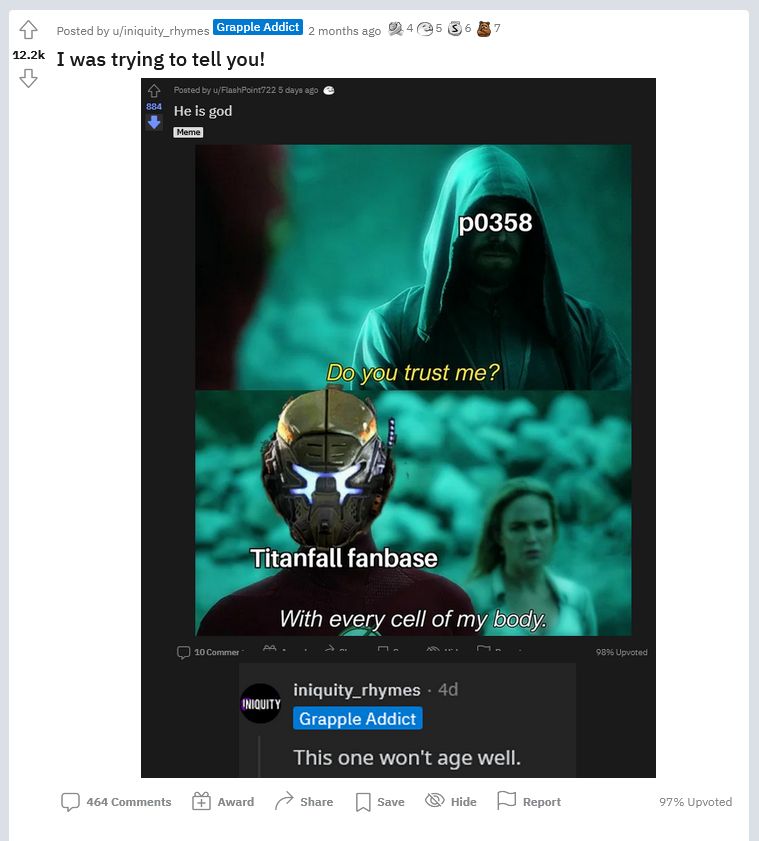 Posted by u/iniquity_rhymes Grapple Addict 2 months ago 4 5 S 6 7
12.2k I was trying to tell you!
Posted by u/FlashPoint722 5 days ago
884 He is god
Meme
p0358
Do you trust me?
Titanfall fanbase
With every cell of my body.
10 Commer
98% Upvoted
INIQUITY
iniquity_rhymes · 4d
Grapple Addict
This one won't age well.
464 Comments Award Share Save Hide Report 97% Upvoted